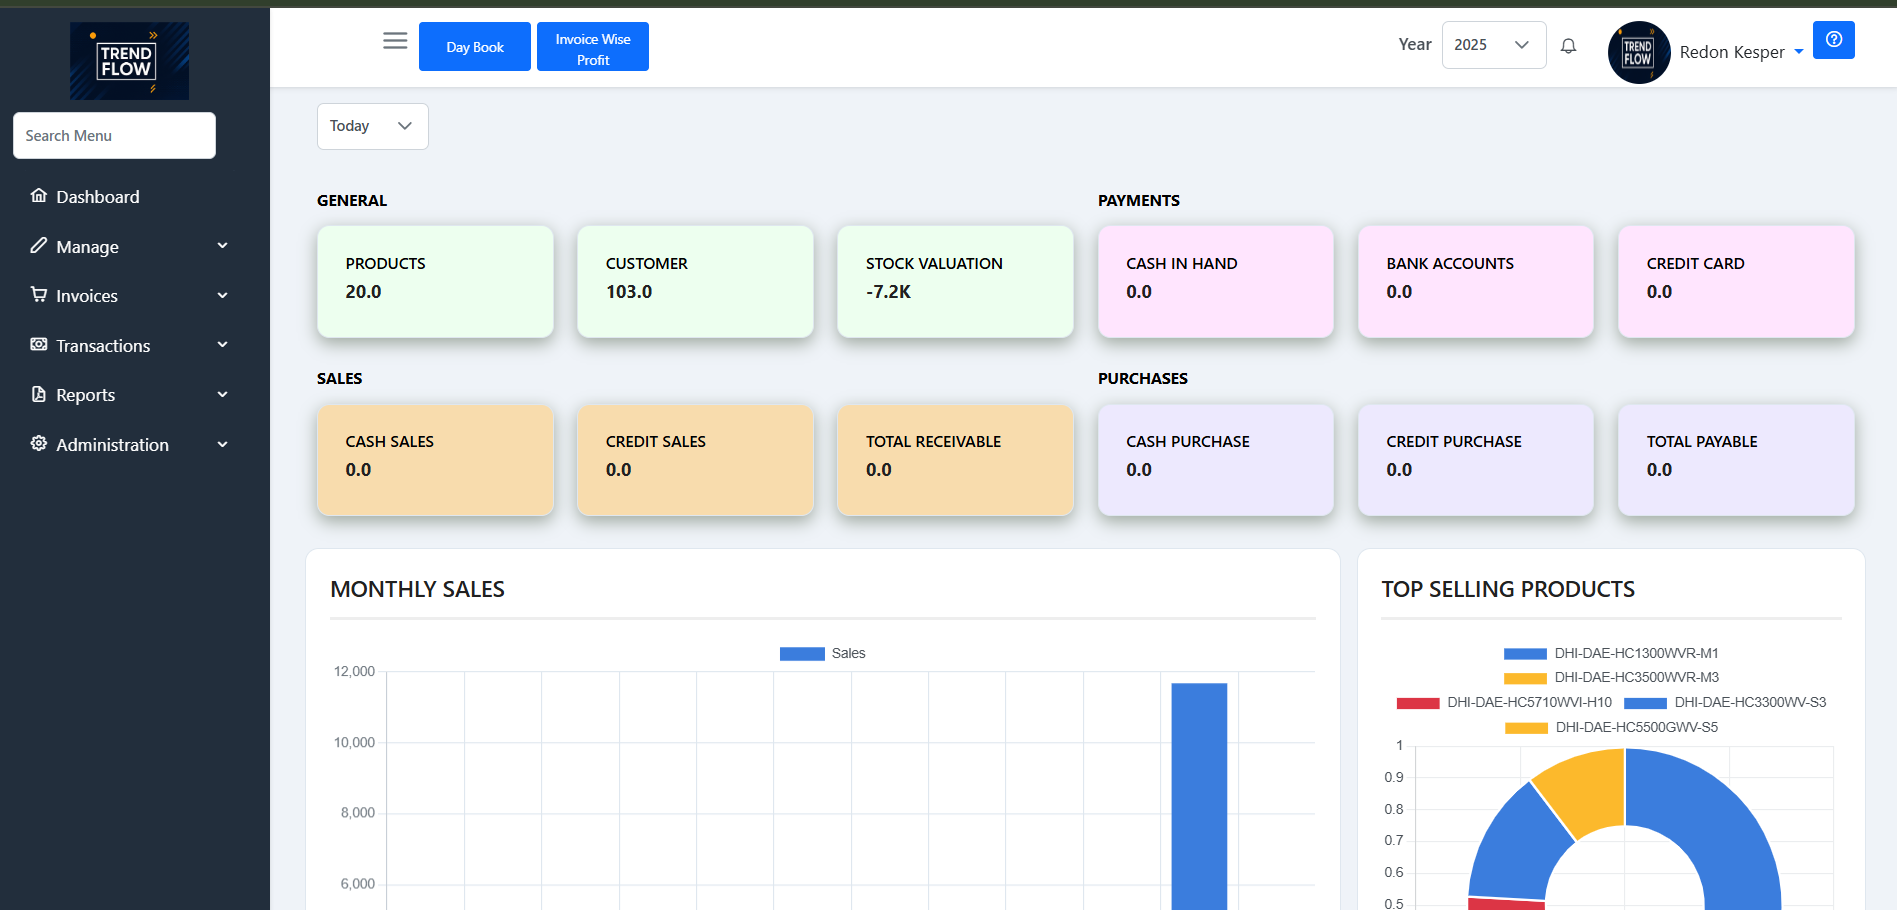 TREND
FLOW
Search Menu
Dashboard
Manage
Invoices
Transactions
Reports
Administration
Day Book
Invoice Wise
Profit
Year
2025
TREND
FLOW
Redon Kesper
Today
GENERAL
PRODUCTS
20.0
CUSTOMER
103.0
STOCK VALUATION
-7.2K
PAYMENTS
CASH IN HAND
0.0
BANK ACCOUNTS
0.0
CREDIT CARD
0.0
SALES
CASH SALES
0.0
CREDIT SALES
0.0
TOTAL RECEIVABLE
0.0
PURCHASES
CASH PURCHASE
0.0
CREDIT PURCHASE
0.0
TOTAL PAYABLE
0.0
MONTHLY SALES
Sales
12,000
10,000
8,000
6,000
TOP SELLING PRODUCTS
DHI-DAE-HC1300WVR-M1
DHI-DAE-HC3500WVR-M3
DHI-DAE-HC5710WVI-H10 DHI-DAE-HC3300WV-S3
DHI-DAE-HC5500GWV-S5
1
0.9
0.8
0.7
0.6
0.5